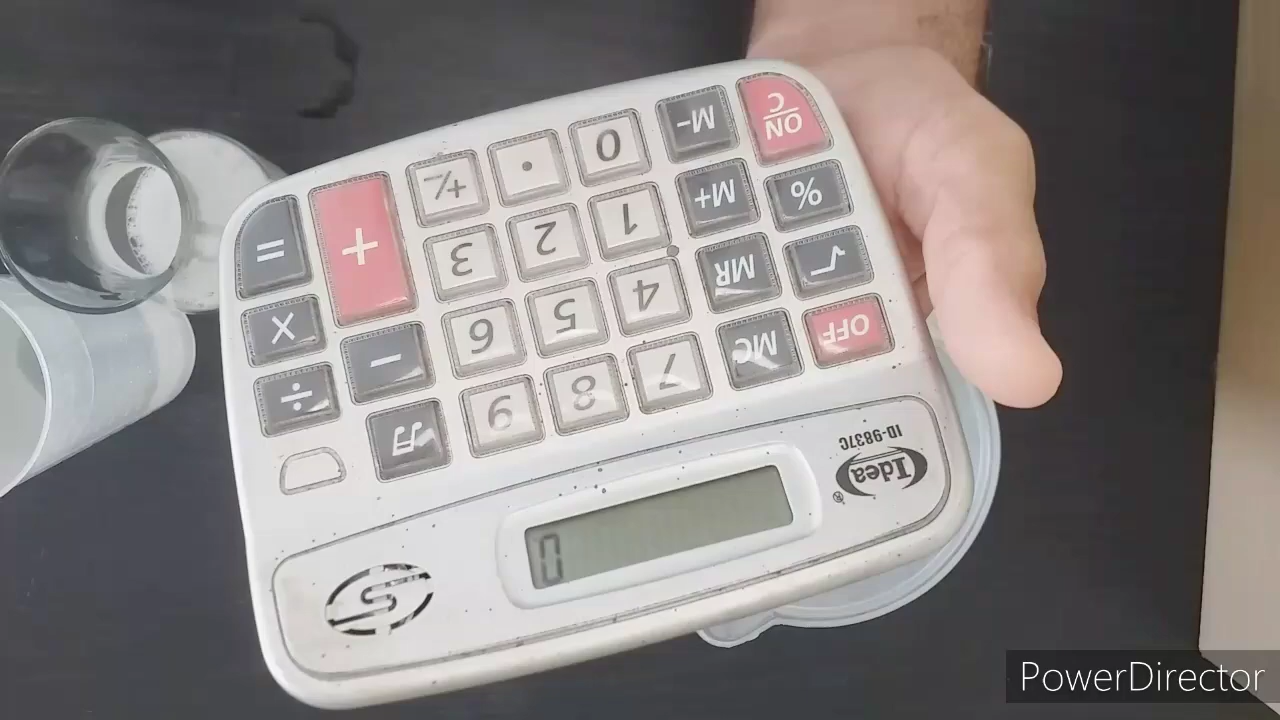 Idea®
ID-9837C
0
S
OFF MC 7 8 9 ♫
√ MR 4 5 6 − ÷
% M+ 1 2 3 + X
ON/C M− 0 . +/− =
PowerDirector